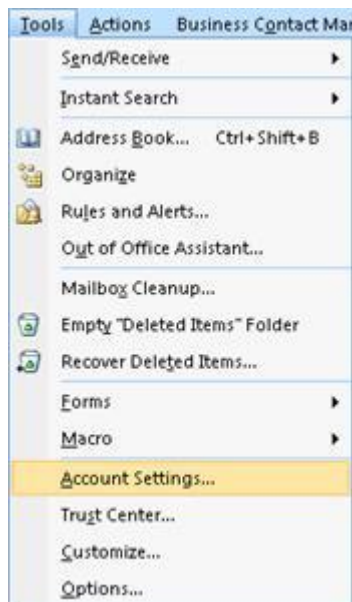 Tools Actions Business Contact Mar
Send/Receive
Instant Search
Address Book... Ctrl+Shift+B
Organize
Rules and Alerts...
Out of Office Assistant...
Mailbox Cleanup...
Empty "Deleted Items" Folder
Recover Deleted Items...
Forms
Macro
Account Settings...
Trust Center...
Customize...
Options...